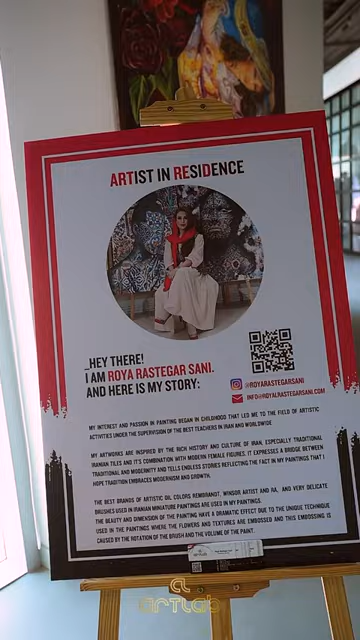 ARTIST IN RESIDENCE
_HEY THERE!
I AM ROYA RASTEGAR SANI.
AND HERE IS MY STORY:
@ROYARASTEGARSANI
INFO@ROYALRASTEGARSANI.COM
MY INTEREST AND PASSION IN PAINTING BEGAN IN CHILDHOOD THAT LED ME TO THE FIELD OF ARTISTIC
ACTIVITIES UNDER THE SUPERVISION OF THE BEST TEACHERS IN IRAN AND WORLDWIDE
MY ARTWORKS ARE INSPIRED BY THE RICH HISTORY AND CULTURE OF IRAN, ESPECIALLY TRADITIONAL
IRANIAN TILES AND IT'S COMBINATION WITH MODERN FEMALE FIGURES. IT EXPRESSES A BRIDGE BETWEEN
TRADITIONAL AND MODERNITY AND TELLS ENDLESS STORIES REFLECTING THE FACT IN MY PAINTINGS THAT I
HOPE TRADITION EMBRACES MODERNISM AND GROWTH.
THE BEST BRANDS OF ARTISTIC OIL COLORS REMBRANDT, WINSOR ARTIST AND  VERY DELICATE
BRUSHES USED IN IRANIAN MINIATURE PAINTINGS ARE USED IN MY PAINTINGS.
THE BEAUTY AND DIMENSION OF THE PAINTING HAVE A DRAMATIC EFFECT DUE TO THE UNIQUE TECHNIQUE
USED IN THE PAINTINGS WHERE THE FLOWERS AND TEXTURES ARE EMBOSSED AND THIS EMBOSSING IS
CAUSED BY THE ROTATION OF THE BRUSH AND THE VOLUME OF THE PAINT.
ARTLAB